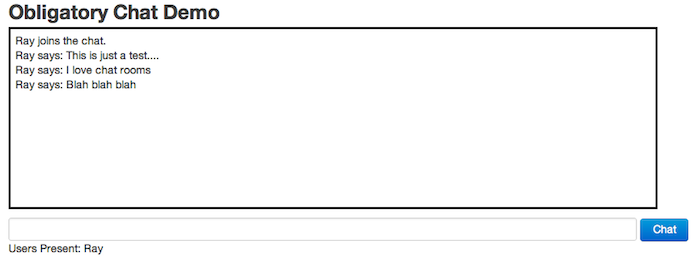 Obligatory Chat Demo
Ray joins the chat.
Ray says: This is just a test....
Ray says: I love chat rooms
Ray says: Blah blah blah
Chat
Users Present: Ray